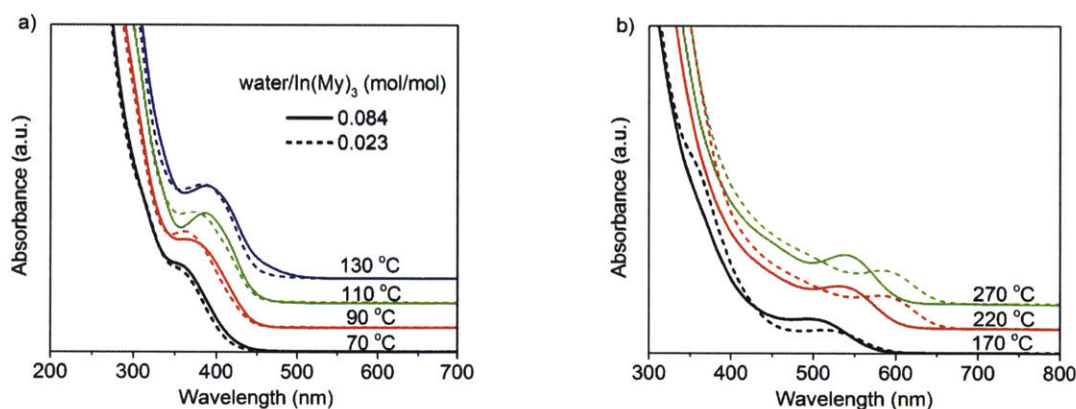 a)
water/In(My)3 (mol/mol)
0.084
0.023
130 °C
110 °C
90 °C
70 °C
Absorbance (a.u.)
200 300 400 500 600 700
Wavelength (nm)
b)
270 °C
220 °C
170 °C
Absorbance (a.u.)
300 400 500 600 700 800
Wavelength (nm)